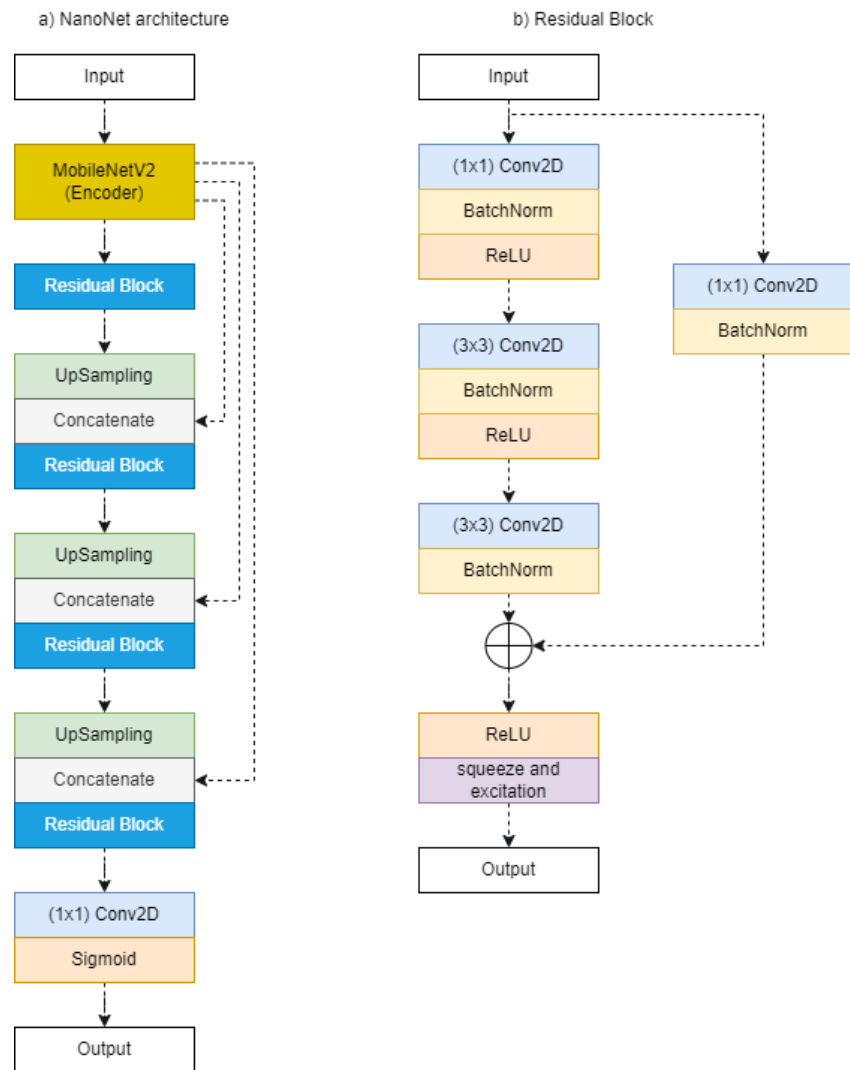 a) NanoNet architecture
Input
MobileNetV2
(Encoder)
Residual Block
UpSampling
Concatenate
Residual Block
UpSampling
Concatenate
Residual Block
UpSampling
Concatenate
Residual Block
(1x1) Conv2D
Sigmoid
Output
b) Residual Block
Input
(1x1) Conv2D
BatchNorm
ReLU
(3x3) Conv2D
BatchNorm
ReLU
(3x3) Conv2D
BatchNorm
(1x1) Conv2D
BatchNorm
ReLU
squeeze and
excitation
Output